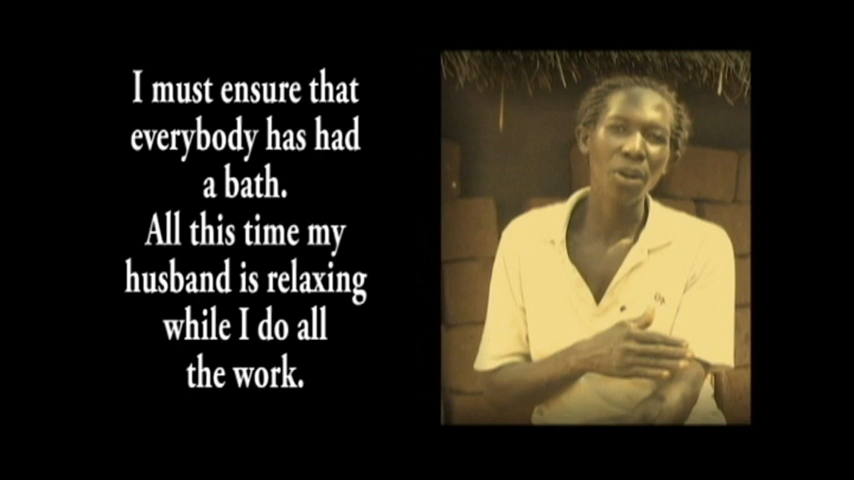 I must ensure that
everybody has had
a bath.
All this time my
husband is relaxing
while I do all
the work.